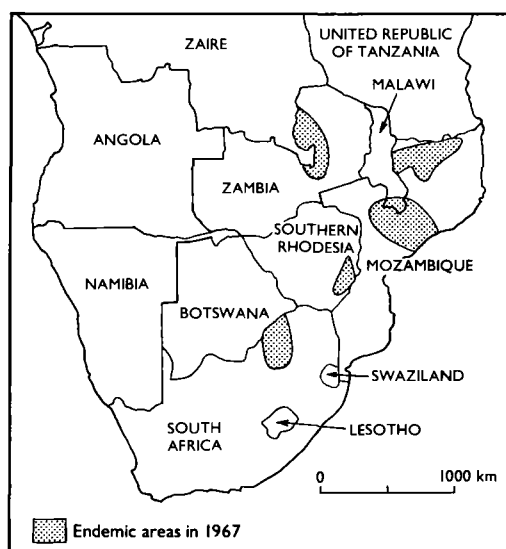 ZAIRE
UNITED REPUBLIC
OF TANZANIA
MALAWI
ANGOLA
ZAMBIA
SOUTHERN
RHODESIA
MOZAMBIQUE
NAMIBIA
BOTSWANA
SWAZILAND
SOUTH
AFRICA
LESOTHO
0 1000 km
Endemic areas in 1967